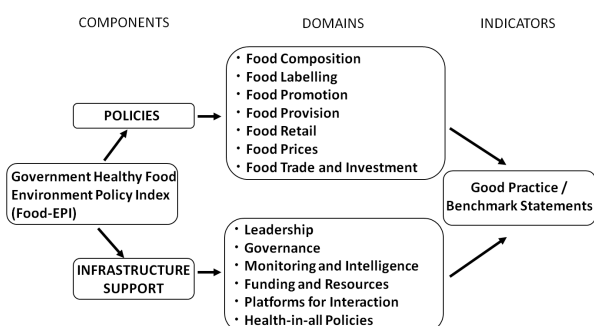 COMPONENTS
DOMAINS
INDICATORS
• Food Composition
• Food Labelling
• Food Promotion
• Food Provision
• Food Retail
• Food Prices
• Food Trade and Investment
POLICIES
Government Healthy Food
Environment Policy Index
(Food-EPI)
Good Practice /
Benchmark Statements
INFRASTRUCTURE
SUPPORT
• Leadership
• Governance
• Monitoring and Intelligence
• Funding and Resources
• Platforms for Interaction
• Health-in-all Policies